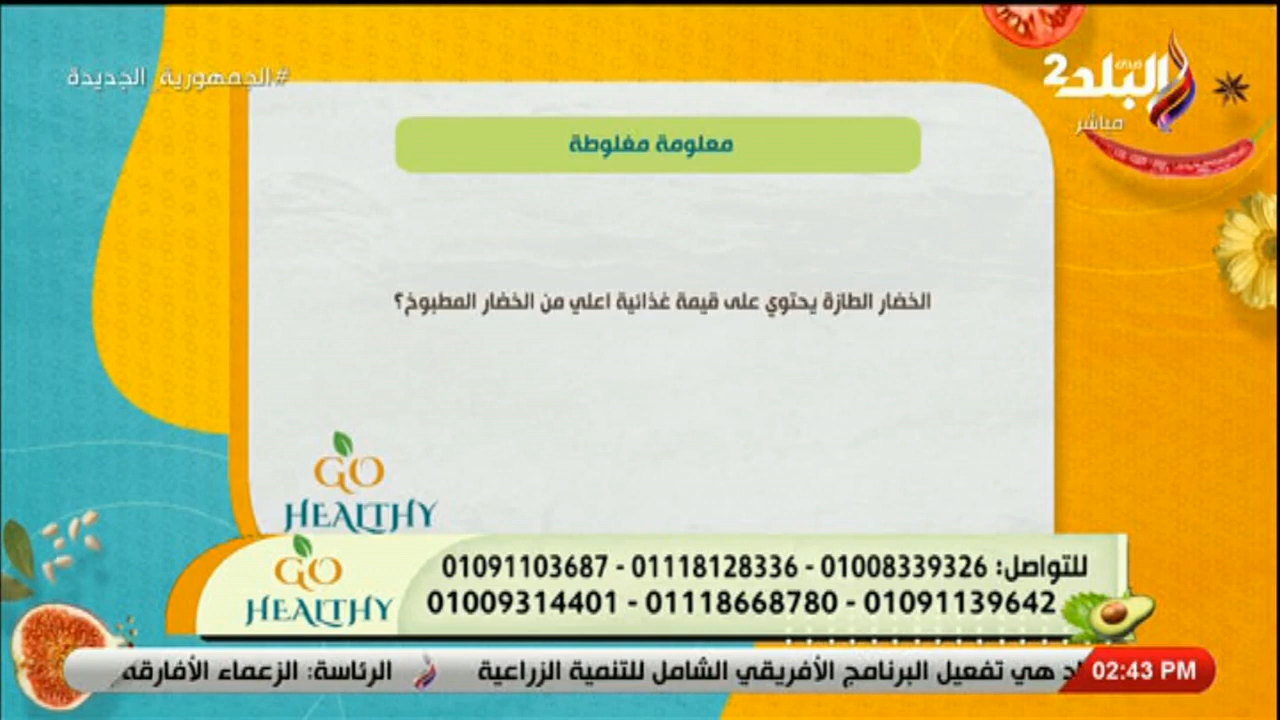 #الجمهورية الجديدة
صدى البلد 2
مباشر
معلومة مغلوطة
الخضار الطازة يحتوي على قيمة غذائية اعلي من الخضار المطبوخ؟
GO
HEALTHY
GO
HEALTHY
للتواصل: 01008339326 - 01118128336 - 01091103687
01091139642 - 01118668780 - 01009314401
02:43 PM
هي تفعيل البرنامج الأفريقي الشامل للتنمية الزراعية
الرئاسة: الزعماء الأفارقة